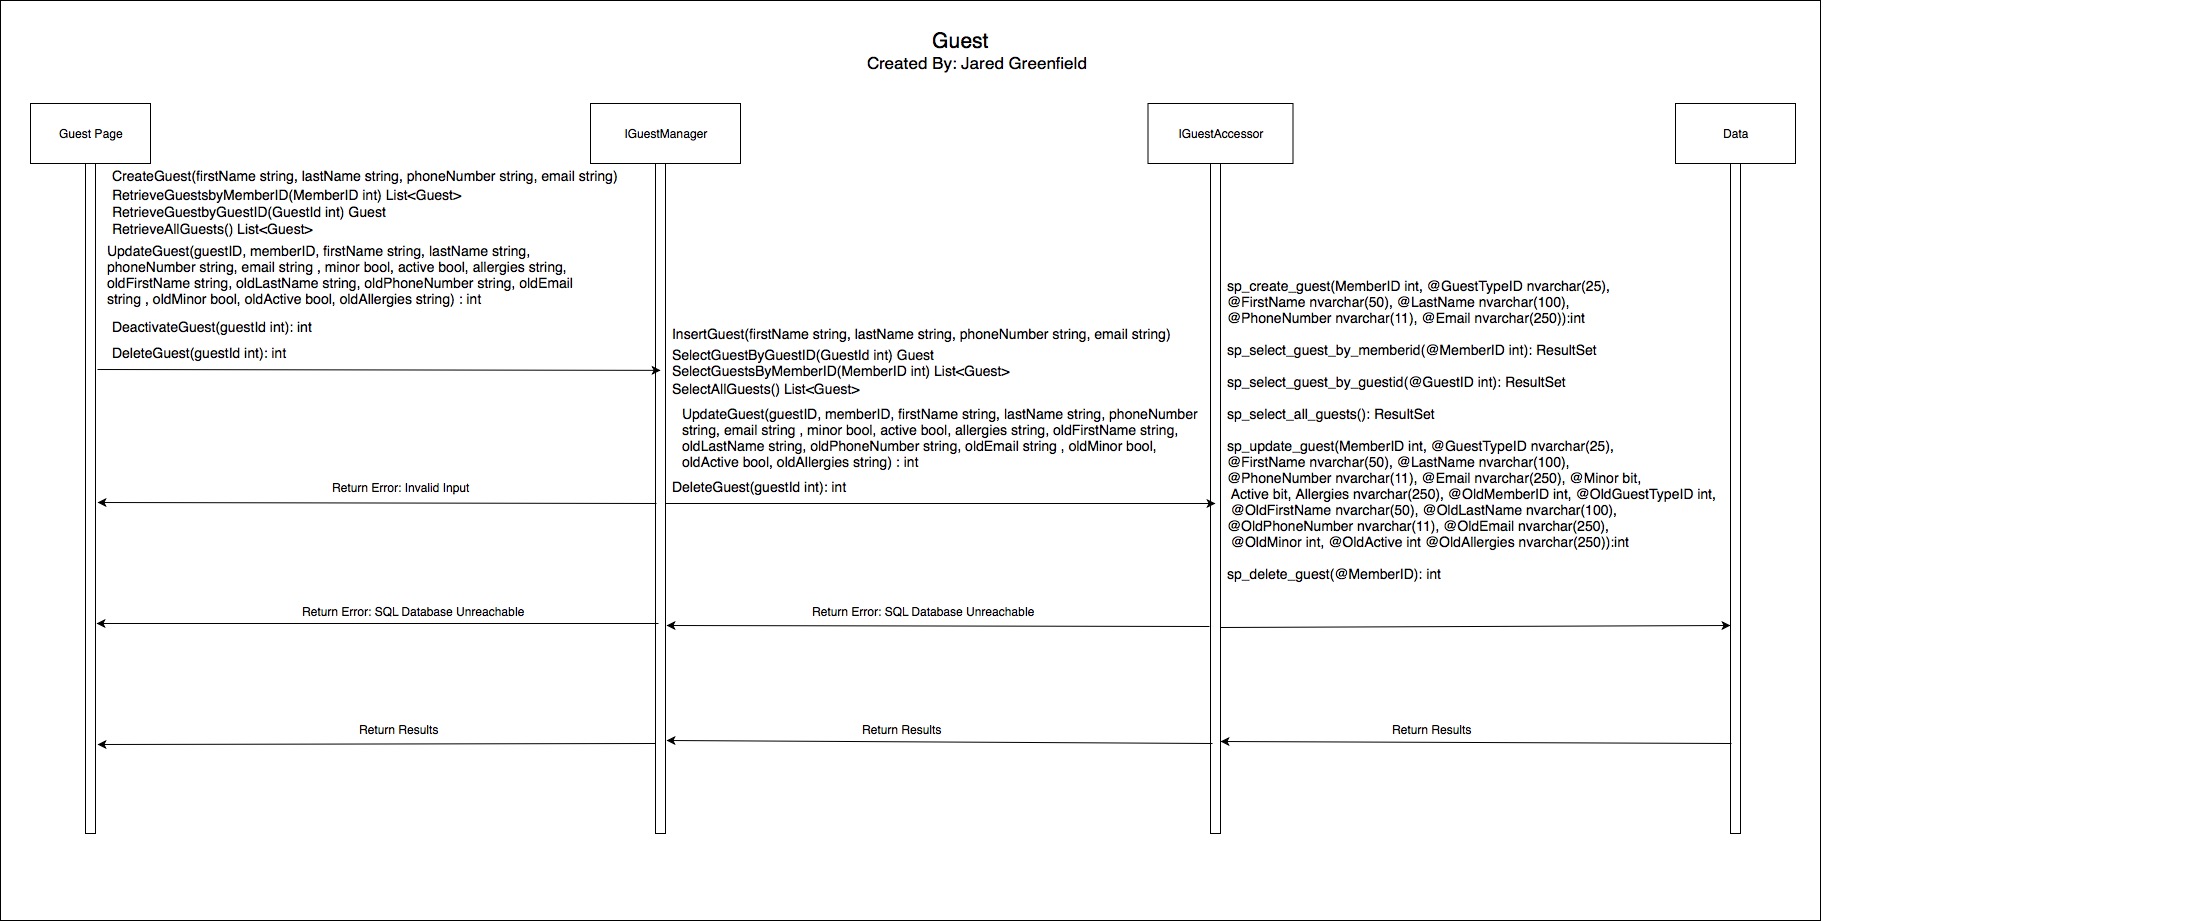 Guest
Created By: Jared Greenfield
Guest Page
IGuestManager
IGuestAccessor
Data
CreateGuest(firstName string, lastName string, phoneNumber string, email string)
RetrieveGuestsbyMemberID(MemberID int) List<Guest>
RetrieveGuestbyGuestID(GuestId int) Guest
RetrieveAllGuests() List<Guest>
UpdateGuest(guestID, memberID, firstName string, lastName string,
phoneNumber string, email string , minor bool, active bool, allergies string,
oldFirstName string, oldLastName string, oldPhoneNumber string, oldEmail
string , oldMinor bool, oldActive bool, oldAllergies string) : int
DeactivateGuest(guestId int): int
DeleteGuest(guestId int): int
InsertGuest(firstName string, lastName string, phoneNumber string, email string)
SelectGuestByGuestID(GuestId int) Guest
SelectGuestsByMemberID(MemberID int) List<Guest>
SelectAllGuests() List<Guest>
UpdateGuest(guestID, memberID, firstName string, lastName string, phoneNumber
string, email string , minor bool, active bool, allergies string, oldFirstName string,
oldLastName string, oldPhoneNumber string, oldEmail string , oldMinor bool,
oldActive bool, oldAllergies string) : int
DeleteGuest(guestId int): int
sp_create_guest(MemberID int, @GuestTypeID nvarchar(25),
@FirstName nvarchar(50), @LastName nvarchar(100),
@PhoneNumber nvarchar(11), @Email nvarchar(250)):int
sp_select_guest_by_memberid(@MemberID int): ResultSet
sp_select_guest_by_guestid(@GuestID int): ResultSet
sp_select_all_guests(): ResultSet
sp_update_guest(MemberID int, @GuestTypeID nvarchar(25),
@FirstName nvarchar(50), @LastName nvarchar(100),
@PhoneNumber nvarchar(11), @Email nvarchar(250), @Minor bit,
Active bit, Allergies nvarchar(250), @OldMemberID int, @OldGuestTypeID int,
@OldFirstName nvarchar(50), @OldLastName nvarchar(100),
@OldPhoneNumber nvarchar(11), @OldEmail nvarchar(250),
@OldMinor int, @OldActive int @OldAllergies nvarchar(250)):int
sp_delete_guest(@MemberID): int
Return Error: Invalid Input
Return Error: SQL Database Unreachable
Return Error: SQL Database Unreachable
Return Results
Return Results
Return Results